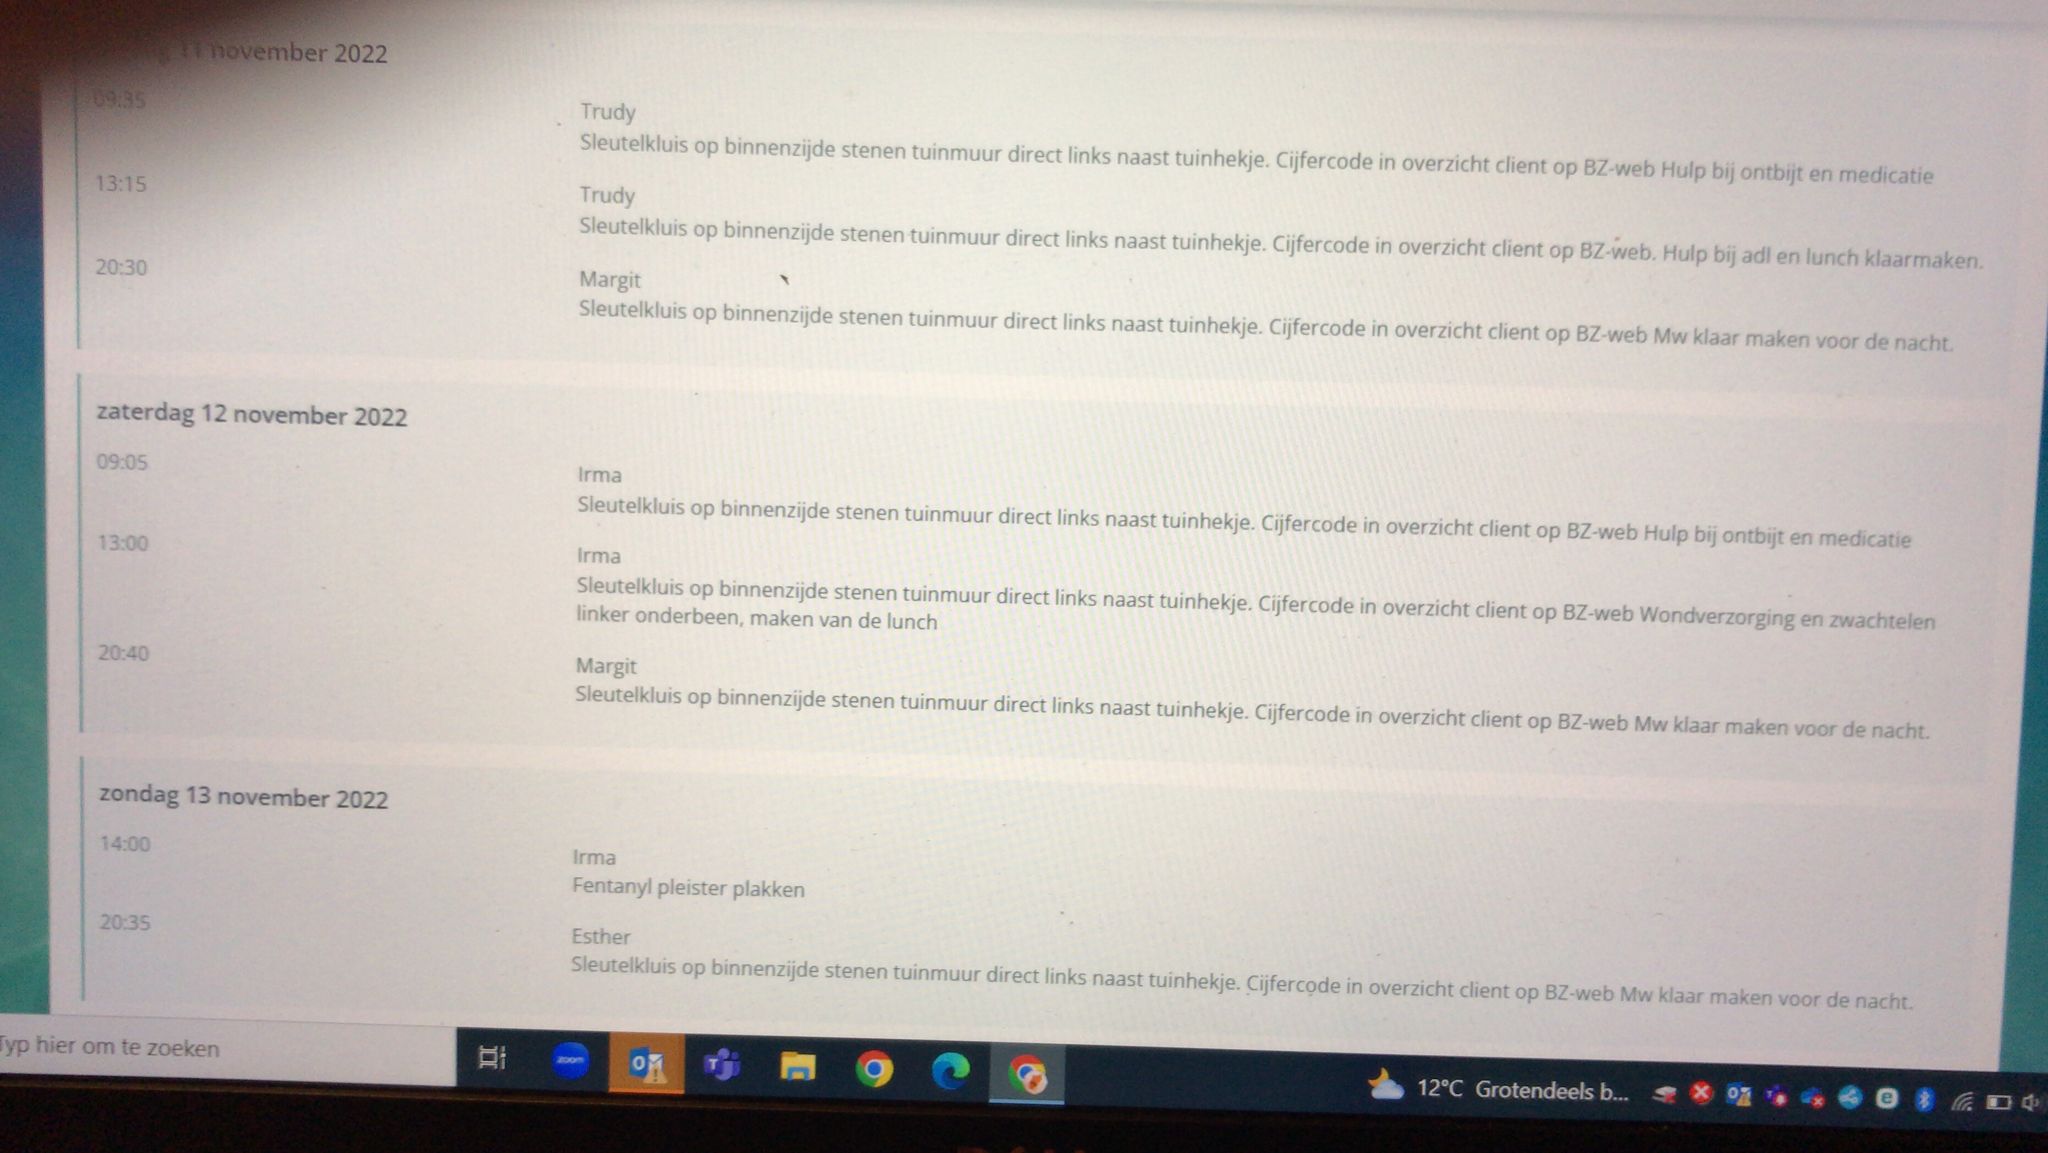 11 november 2022
09:35
Trudy
Sleutelkluis op binnenzijde stenen tuinmuur direct links naast tuinhekje. Cijfercode in overzicht client op BZ-web Hulp bij ontbijt en medicatie
13:15
Trudy
Sleutelkluis op binnenzijde stenen tuinmuur direct links naast tuinhekje. Cijfercode in overzicht client op BZ-web. Hulp bij adl en lunch klaarmaken.
20:30
Margit
Sleutelkluis op binnenzijde stenen tuinmuur direct links naast tuinhekje. Cijfercode in overzicht client op BZ-web Mw klaar maken voor de nacht.
zaterdag 12 november 2022
09:05
Irma
Sleutelkluis op binnenzijde stenen tuinmuur direct links naast tuinhekje. Cijfercode in overzicht client op BZ-web Hulp bij ontbijt en medicatie
13:00
Irma
Sleutelkluis op binnenzijde stenen tuinmuur direct links naast tuinhekje. Cijfercode in overzicht client op BZ-web Wondverzorging en zwachtelen
linker onderbeen, maken van de lunch
20:40
Margit
Sleutelkluis op binnenzijde stenen tuinmuur direct links naast tuinhekje. Cijfercode in overzicht client op BZ-web Mw klaar maken voor de nacht.
zondag 13 november 2022
14:00
Irma
Fentanyl pleister plakken
20:35
Esther
Sleutelkluis op binnenzijde stenen tuinmuur direct links naast tuinhekje. Cijfercode in overzicht client op BZ-web Mw klaar maken voor de nacht.
Typ hier om te zoeken
zoom
12°C Grotendeels b...